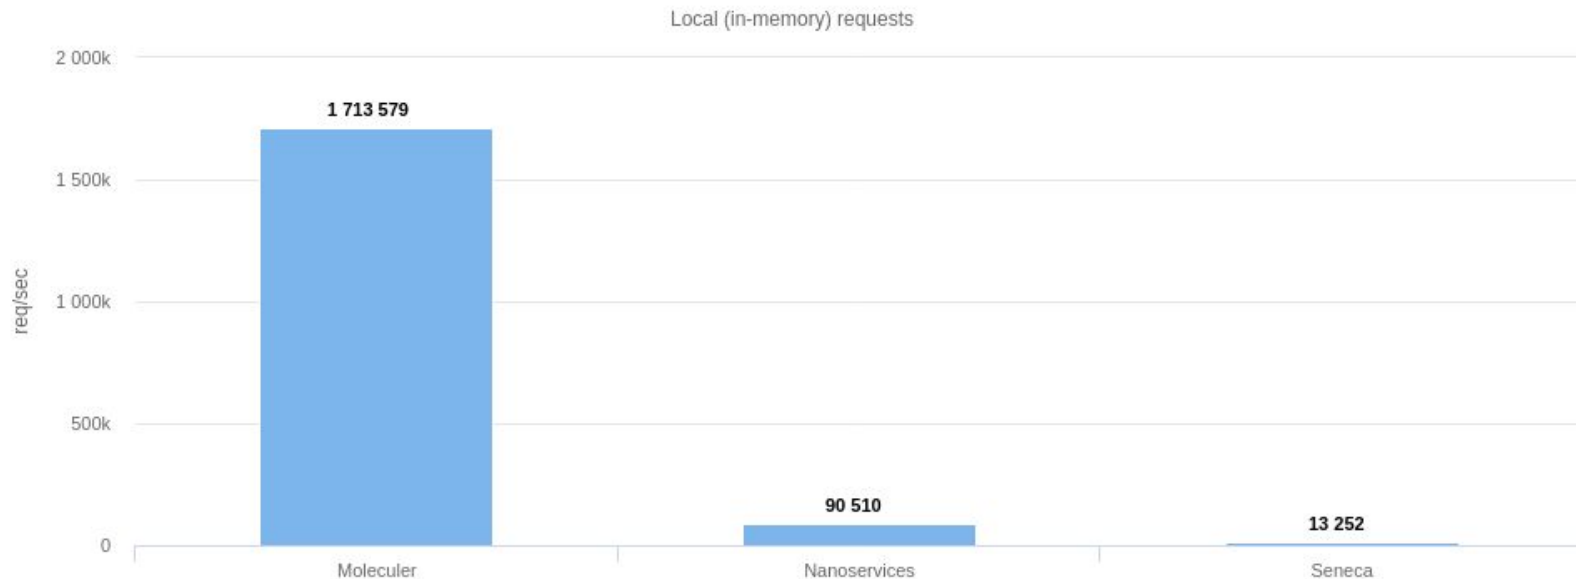 Local (in-memory) requests
2 000k
1 713 579
1 500k
1 000k
req/sec
500k
90 510
13 252
0
Moleculer
Nanoservices
Seneca